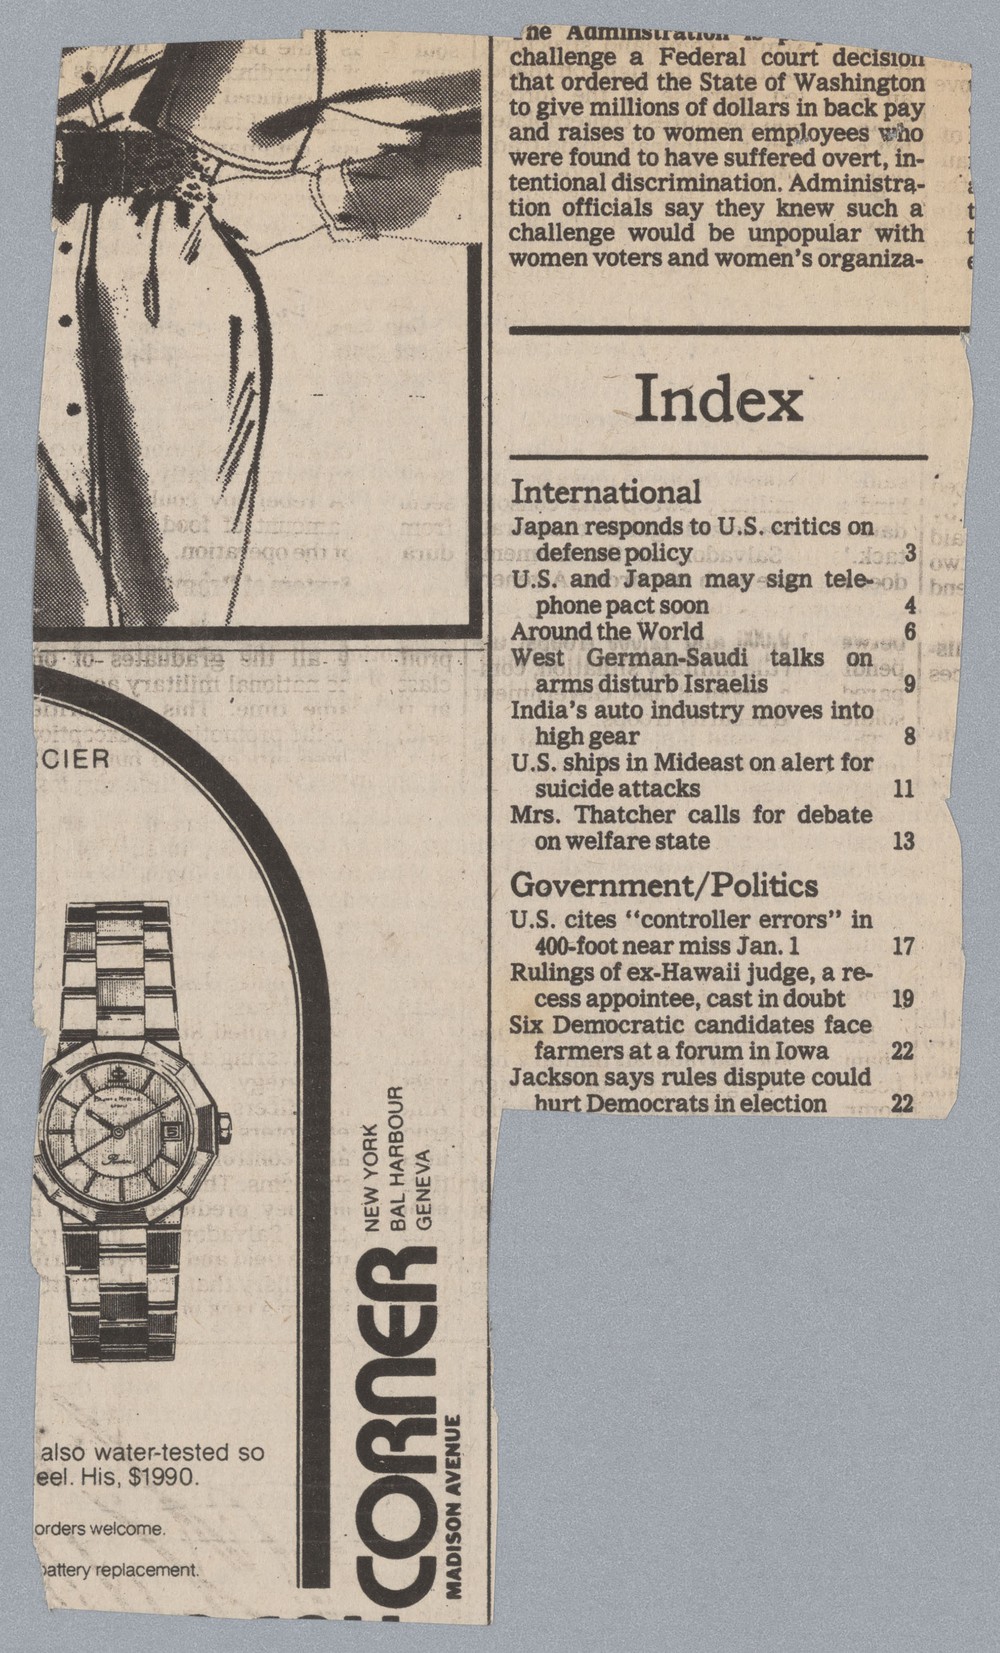 The Administration is
challenge a Federal court decision
that ordered the State of Washington
to give millions of dollars in back pay
and raises to women employees who
were found to have suffered overt, in-
tentional discrimination. Administra-
tion officials say they knew such a
challenge would be unpopular with
women voters and women's organiza-
Index
International
Japan responds to U.S. critics on
defense policy 3
U.S. and Japan may sign tele-
phone pact soon 4
Around the World 6
West German-Saudi talks on
arms disturb Israelis 9
India's auto industry moves into
high gear 8
U.S. ships in Mideast on alert for
suicide attacks 11
Mrs. Thatcher calls for debate
on welfare state 13
Government/Politics
U.S. cites “controller errors” in
400-foot near miss Jan. 1 17
Rulings of ex-Hawaii judge, a re-
cess appointee, cast in doubt 19
Six Democratic candidates face
farmers at a forum in Iowa 22
Jackson says rules dispute could
hurt Democrats in election 22
CIER
5
also water-tested so
eel. His, $1990.
orders welcome.
battery replacement.
NEW YORK
BAL HARBOUR
GENEVA
CORNER
MADISON AVENUE